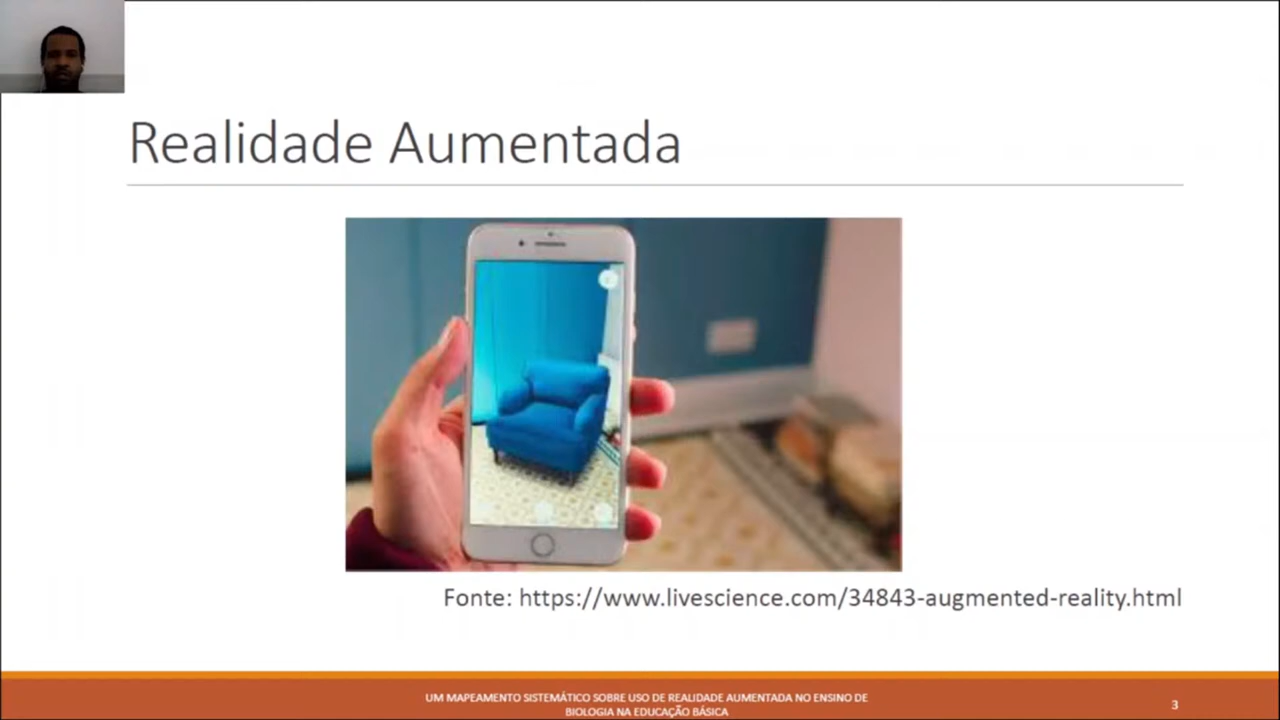 Realidade Aumentada
Fonte: https://www.livescience.com/34843-augmented-reality.html
UM MAPEAMENTO SISTEMÁTICO SOBRE USO DE REALIDADE AUMENTADA NO ENSINO DE
BIOLOGIA NA EDUCAÇÃO BÁSICA
3